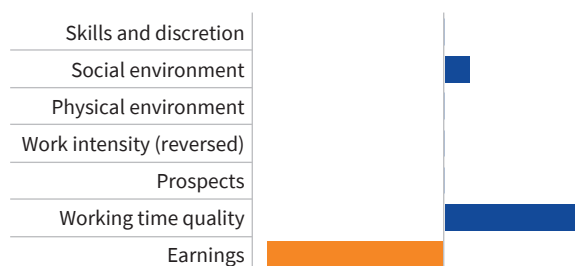 Skills and discretion
Social environment
Physical environment
Work intensity (reversed)
Prospects
Working time quality
Earnings